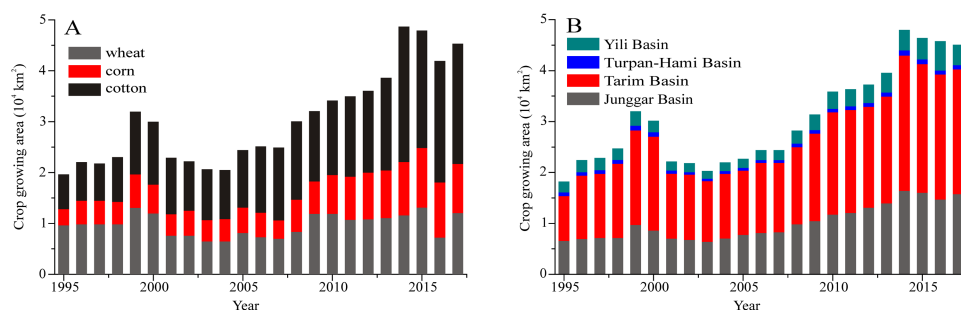 A
wheat
corn
cotton
Crop growing area (10⁴ km²)
5
4
3
2
1
0
1995
2000
2005
2010
2015
Year
B
Yili Basin
Turpan-Hami Basin
Tarim Basin
Junggar Basin
Crop growing area (10⁴ km²)
5
4
3
2
1
0
1995
2000
2005
2010
2015
Year